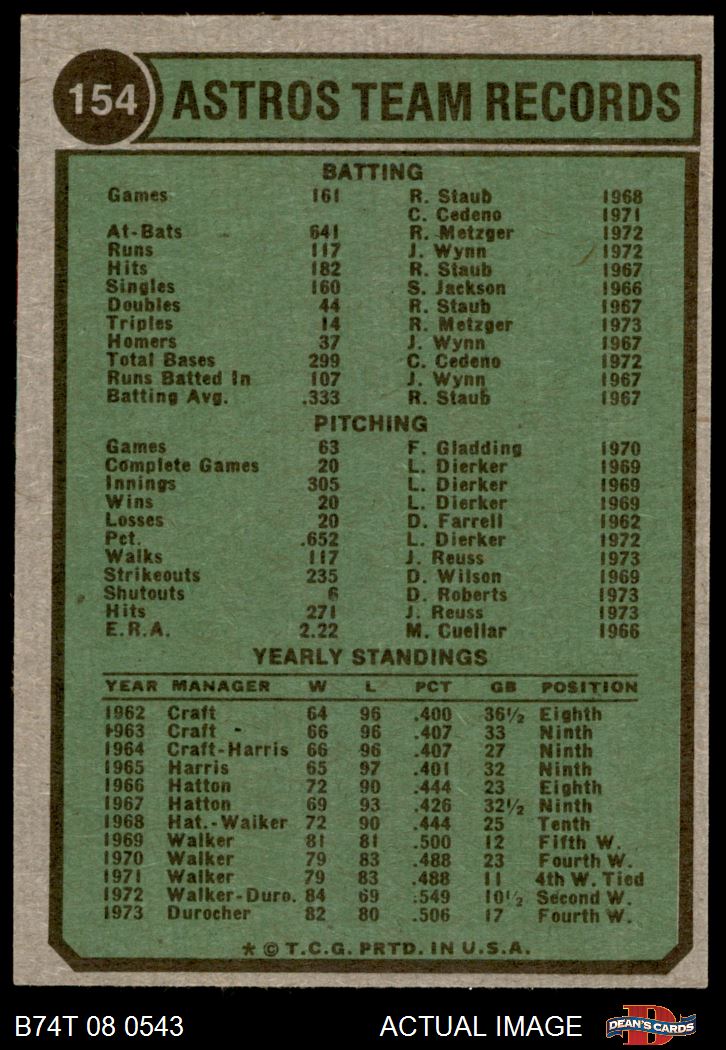 154 ASTROS TEAM RECORDS
BATTING
Games 161 R. Staub 1968
C. Cedeno 1971
At-Bats 641 R. Metzger 1972
Runs 117 J. Wynn 1972
Hits 182 R. Staub 1967
Singles 160 S. Jackson 1966
Doubles 44 R. Staub 1967
Triples 14 R. Metzger 1973
Homers 37 J. Wynn 1967
Total Bases 299 C. Cedeno 1972
Runs Batted In 107 J. Wynn 1967
Batting Avg. .333 R. Staub 1967
PITCHING
Games 63 F. Gladding 1970
Complete Games 20 L. Dierker 1969
Innings 305 L. Dierker 1969
Wins 20 L. Dierker 1969
Losses 20 D. Farrell 1962
Pct. .652 L. Dierker 1972
Walks 117 J. Reuss 1973
Strikeouts 235 D. Wilson 1969
Shutouts 6 D. Roberts 1973
Hits 271 J. Reuss 1973
E.R.A. 2.22 M. Cuellar 1966
YEARLY STANDINGS
YEAR MANAGER W L PCT GB POSITION
1962 Craft 64 96 .400 36½ Eighth
1963 Craft 66 96 .407 33 Ninth
1964 Craft-Harris 66 96 .407 27 Ninth
1965 Harris 65 97 .401 32 Ninth
1966 Hatton 72 90 .444 23 Eighth
1967 Hatton 69 93 .426 32½ Ninth
1968 Hat.-Walker 72 90 .444 25 Tenth
1969 Walker 81 81 .500 12 Fifth W.
1970 Walker 79 83 .488 23 Fourth W.
1971 Walker 79 83 .488 11 4th W. Tied
1972 Walker-Duro. 84 69 .549 10½ Second W.
1973 Durocher 82 80 .506 17 Fourth W.
* © T.C.G. PRTD. IN U.S.A.
B74T 08 0543 ACTUAL IMAGE D DEAN'S CARDS